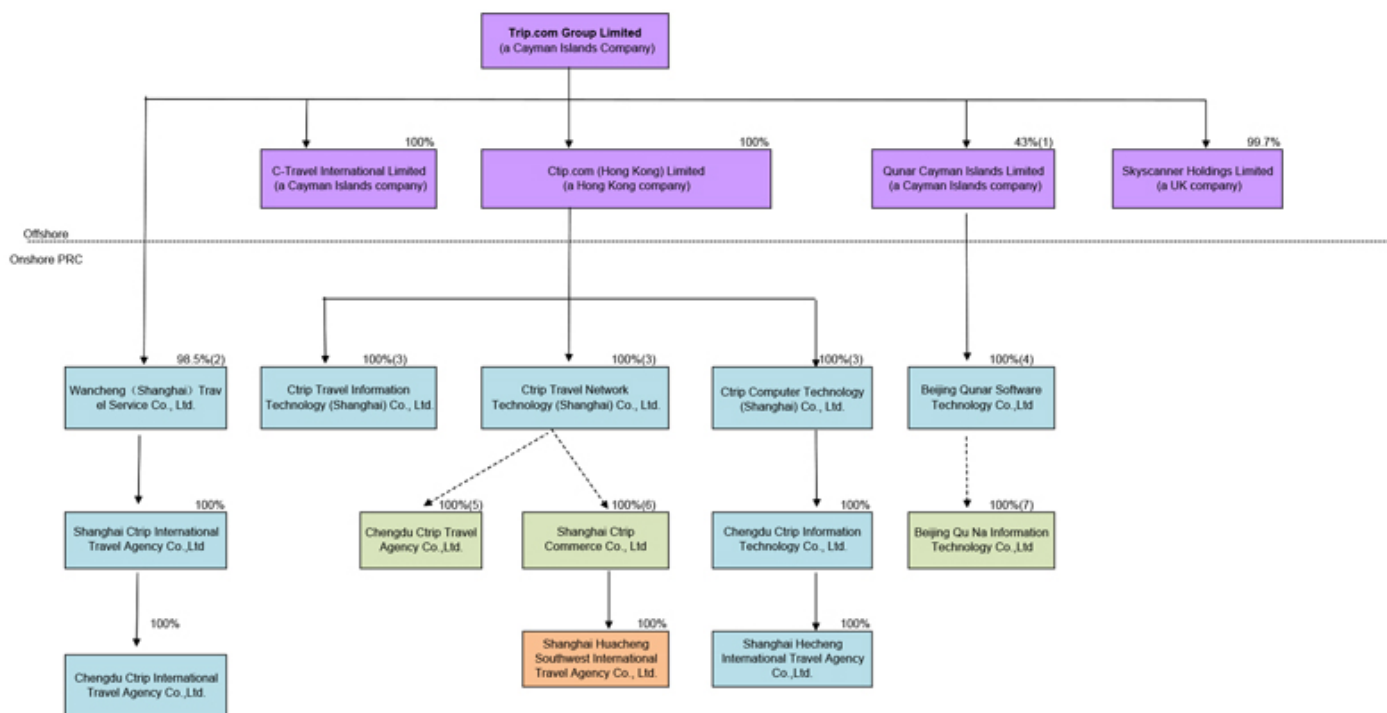 Trip.com Group Limited
(a Cayman Islands Company)
100%
C-Travel International Limited
(a Cayman Islands company)
100%
Ctip.com (Hong Kong) Limited
(a Hong Kong company)
43%(1)
Qunar Cayman Islands Limited
(a Cayman Islands company)
99.7%
Skyscanner Holdings Limited
(a UK company)
Offshore
Onshore PRC
98.5%(2)
Wancheng（Shanghai）Trav
el Service Co., Ltd.
100%(3)
Ctrip Travel Information
Technology (Shanghai) Co., Ltd.
100%(3)
Ctrip Travel Network
Technology (Shanghai) Co., Ltd.
100%(3)
Ctrip Computer Technology
(Shanghai) Co., Ltd.
100%(4)
Beijing Qunar Software
Technology Co.,Ltd
100%
Shanghai Ctrip International
Travel Agency Co.,Ltd
100%(5)
Chengdu Ctrip Travel
Agency Co.,Ltd.
100%(6)
Shanghai Ctrip
Commerce Co., Ltd
100%
Chengdu Ctrip Information
Technology Co., Ltd.
100%(7)
Beijing Qu Na Information
Technology Co.,Ltd
100%
Chengdu Ctrip International
Travel Agency Co.,Ltd.
100%
Shanghai Huacheng
Southwest International
Travel Agency Co., Ltd.
100%
Shanghai Hecheng
International Travel Agency
Co.,Ltd.